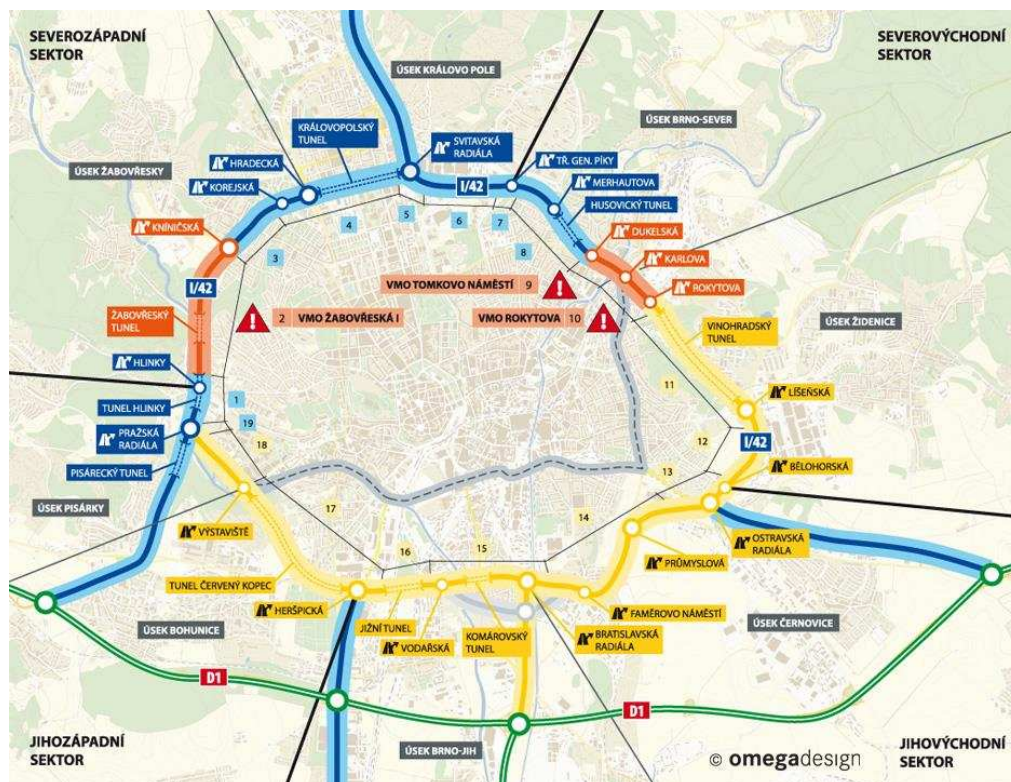 SEVEROZÁPADNÍ
SEKTOR
SEVEROVÝCHODNÍ
SEKTOR
ÚSEK KRÁLOVO POLE
ÚSEK BRNO-SEVER
KRÁLOVOPOLSKÝ
TUNEL
SVITAVSKÁ
RADIÁLA
HRADECKÁ
TŘ. GEN. PÍKY
ÚSEK ŽABOVŘESKY
I/42
MERHAUTOVA
KOREJSKÁ
HUSOVICKÝ TUNEL
5
6
7
4
KNÍNIČSKÁ
DUKELSKÁ
8
3
KARLOVA
I/42
VMO TOMKOVO NÁMĚSTÍ 9
ROKYTOVA
ŽABOVŘESKÝ
TUNEL
2 VMO ŽABOVŘESKÁ I
VMO ROKYTOVA 10
ÚSEK ŽIDENICE
VINOHRADSKÝ
TUNEL
HLINKY
11
LÍŠEŇSKÁ
TUNEL HLINKY
1
19
PRAŽSKÁ
RADIÁLA
18
12
I/42
PISÁRECKÝ TUNEL
13
BĚLOHORSKÁ
ÚSEK PISÁRKY
17
14
VÝSTAVIŠTĚ
OSTRAVSKÁ
RADIÁLA
16
15
PRŮMYSLOVÁ
TUNEL ČERVENÝ KOPEC
HERŠPICKÁ
FAMĚROVO NÁMĚSTÍ
ÚSEK BOHUNICE
JIŽNÍ TUNEL
VODAŘSKÁ
KOMÁROVSKÝ
TUNEL
BRATISLAVSKÁ
RADIÁLA
ÚSEK ČERNOVICE
D1
D1
JIHOZÁPADNÍ
SEKTOR
ÚSEK BRNO-JIH
© omegadesign
JIHOVÝCHODNÍ
SEKTOR